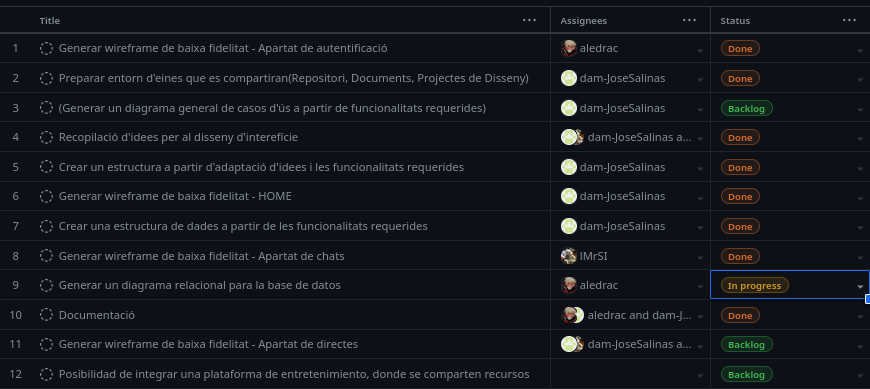 Title ... Assignees ... Status ...
1 Generar wireframe de baixa fidelitat - Apartat de autentificació aledrac Done
2 Preparar entorn d'eines que es compartiran(Repositori, Documents, Projectes de Disseny) dam-JoseSalinas Done
3 (Generar un diagrama general de casos d'ús a partir de funcionalitats requerides) dam-JoseSalinas Backlog
4 Recopilació d'idees per al disseny d'intereficie dam-JoseSalinas a... Done
5 Crear un estructura a partir d'adaptació d'idees i les funcionalitats requerides dam-JoseSalinas Done
6 Generar wireframe de baixa fidelitat - HOME dam-JoseSalinas Done
7 Crear una estructura de dades a partir de les funcionalitats requerides dam-JoseSalinas Done
8 Generar wireframe de baixa fidelitat - Apartat de chats IMrSI Done
9 Generar un diagrama relacional para la base de datos aledrac In progress
10 Documentació aledrac and dam-J... Done
11 Generar wireframe de baixa fidelitat - Apartat de directes dam-JoseSalinas a... Backlog
12 Posibilidad de integrar una plataforma de entretenimiento, donde se comparten recursos Backlog